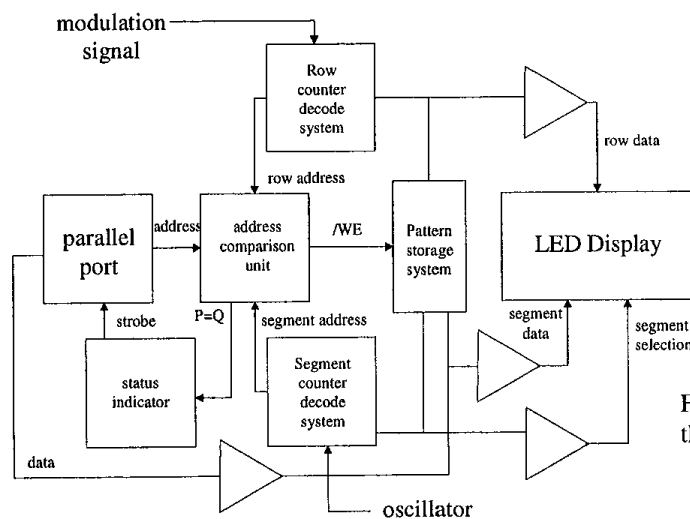 modulation
signal
Row
counter
decode
system
row data
row address
parallel
port
address
address
comparison
unit
/WE
Pattern
storage
system
LED Display
strobe
P=Q
segment address
segment
data
segment
selection
status
indicator
Segment
counter
decode
system
data
oscillator